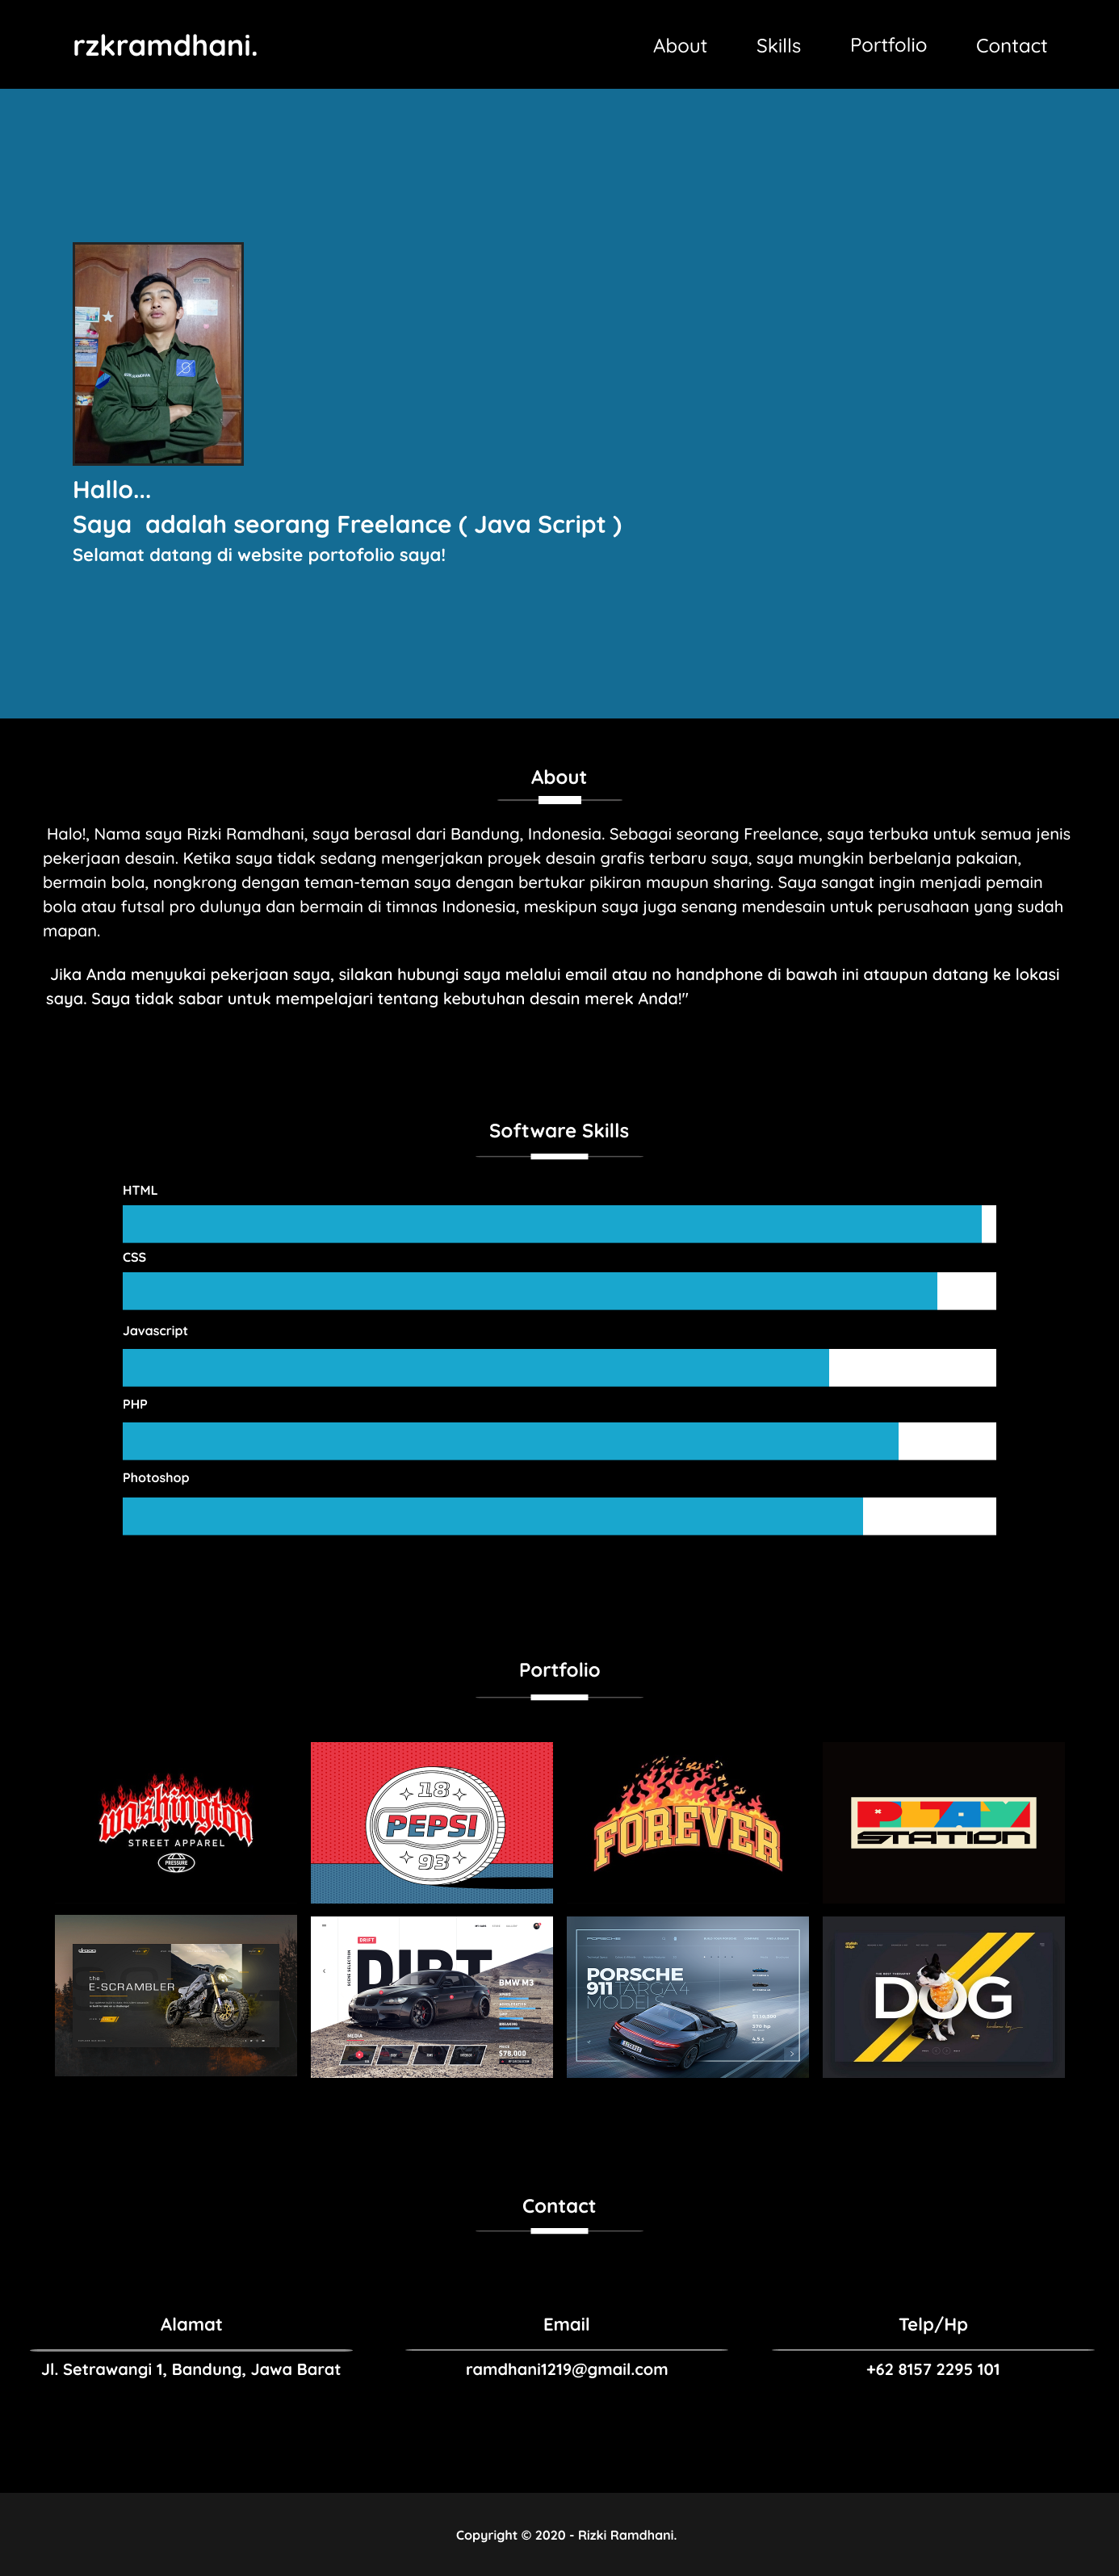 rzkramdhani.
About Skills Portfolio Contact
Hallo...
Saya adalah seorang Freelance ( Java Script )
Selamat datang di website portofolio saya!
About
Halo!, Nama saya Rizki Ramdhani, saya berasal dari Bandung, Indonesia. Sebagai seorang Freelance, saya terbuka untuk semua jenis
pekerjaan desain. Ketika saya tidak sedang mengerjakan proyek desain grafis terbaru saya, saya mungkin berbelanja pakaian,
bermain bola, nongkrong dengan teman-teman saya dengan bertukar pikiran maupun sharing. Saya sangat ingin menjadi pemain
bola atau futsal pro dulunya dan bermain di timnas Indonesia, meskipun saya juga senang mendesain untuk perusahaan yang sudah
mapan.
Jika Anda menyukai pekerjaan saya, silakan hubungi saya melalui email atau no handphone di bawah ini ataupun datang ke lokasi
saya. Saya tidak sabar untuk mempelajari tentang kebutuhan desain merek Anda!"
Software Skills
HTML
CSS
Javascript
PHP
Photoshop
Portfolio
washington
STREET APPAREL
PRESSURE
18
PEPSI
93
FOREVER
PLAY
STATION
the
E-SCRAMBLER
DRIFT
DIRT
BMW M3
MEDIA
$78.000
PORSCHE
PORSCHE
911 TARGA 4
MODELS
DOG
Contact
Alamat
Jl. Setrawangi 1, Bandung, Jawa Barat
Email
ramdhani1219@gmail.com
Telp/Hp
+62 8157 2295 101
Copyright © 2020 - Rizki Ramdhani.